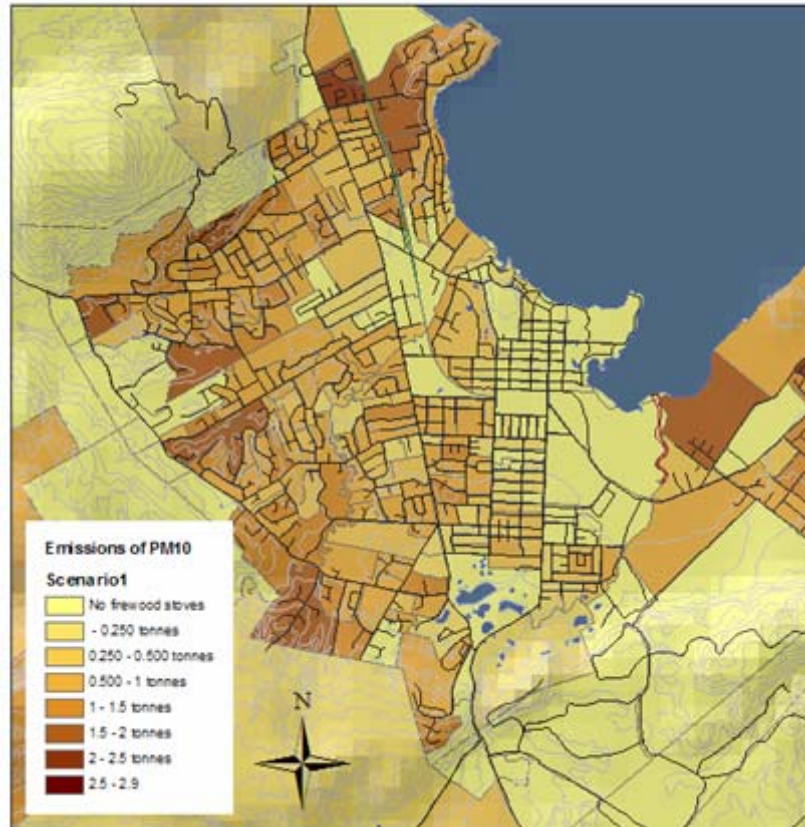 Emissions of PM10
Scenario1
No firewood stoves
- 0.250 tonnes
0.250 - 0.500 tonnes
0.500 - 1 tonnes
1 - 1.5 tonnes
1.5 - 2 tonnes
2 - 2.5 tonnes
2.5 - 2.9
N